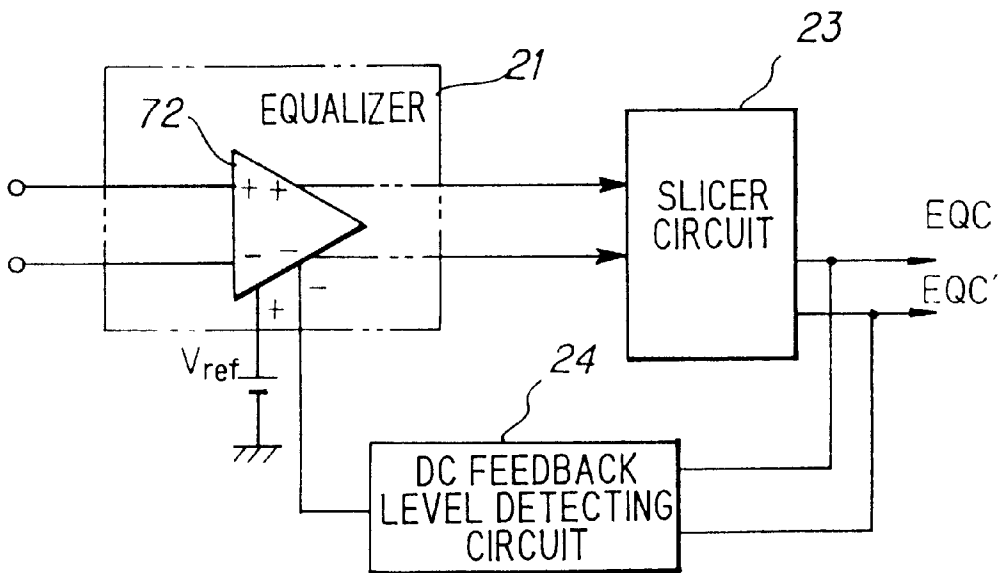 23
21
EQUALIZER
72
+ +
- -
SLICER
CIRCUIT
EQC
EQC'
+
-
Vref
24
DC FEEDBACK
LEVEL DETECTING
CIRCUIT